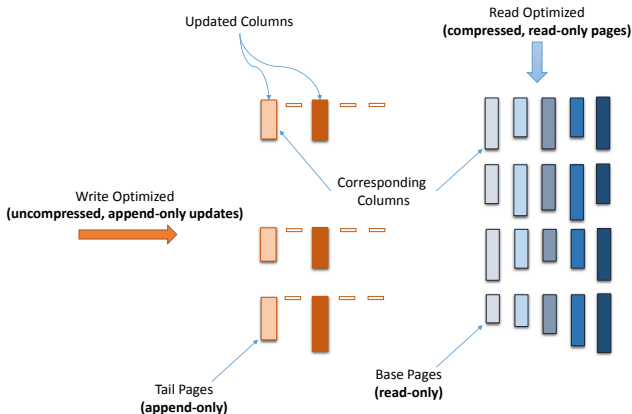 Updated Columns
Read Optimized
(compressed, read-only pages)
Corresponding
Columns
Write Optimized
(uncompressed, append-only updates)
Tail Pages
(append-only)
Base Pages
(read-only)